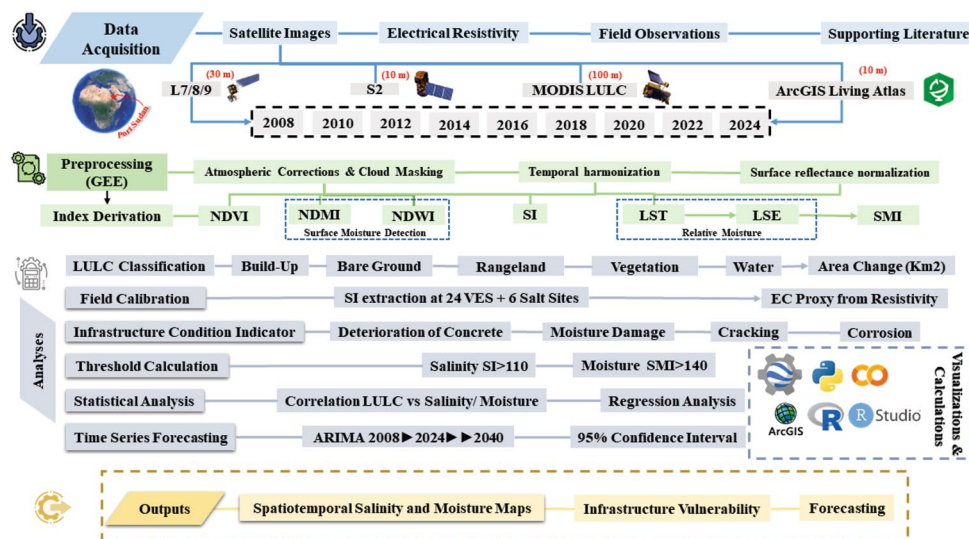 Data Acquisition
Satellite Images
Electrical Resistivity
Field Observations
Supporting Literature
(30 m)
(10 m)
(100 m)
(10 m)
L7/8/9
S2
MODIS LULC
ArcGIS Living Atlas
Port Sudan
2008 2010 2012 2014 2016 2018 2020 2022 2024
Preprocessing (GEE)
Atmospheric Corrections & Cloud Masking
Temporal harmonization
Surface reflectance normalization
Index Derivation
NDVI
NDMI
NDWI
SI
LST
LSE
SMI
Surface Moisture Detection
Relative Moisture
Analyses
LULC Classification
Build-Up
Bare Ground
Rangeland
Vegetation
Water
Area Change (Km2)
Field Calibration
SI extraction at 24 VES + 6 Salt Sites
EC Proxy from Resistivity
Infrastructure Condition Indicator
Deterioration of Concrete
Moisture Damage
Cracking
Corrosion
Threshold Calculation
Salinity SI>110
Moisture SMI>140
Statistical Analysis
Correlation LULC vs Salinity/ Moisture
Regression Analysis
Time Series Forecasting
ARIMA 2008►2024►►2040
95% Confidence Interval
ArcGIS
R
R Studio
Visualizations & Calculations
Outputs
Spatiotemporal Salinity and Moisture Maps
Infrastructure Vulnerability
Forecasting